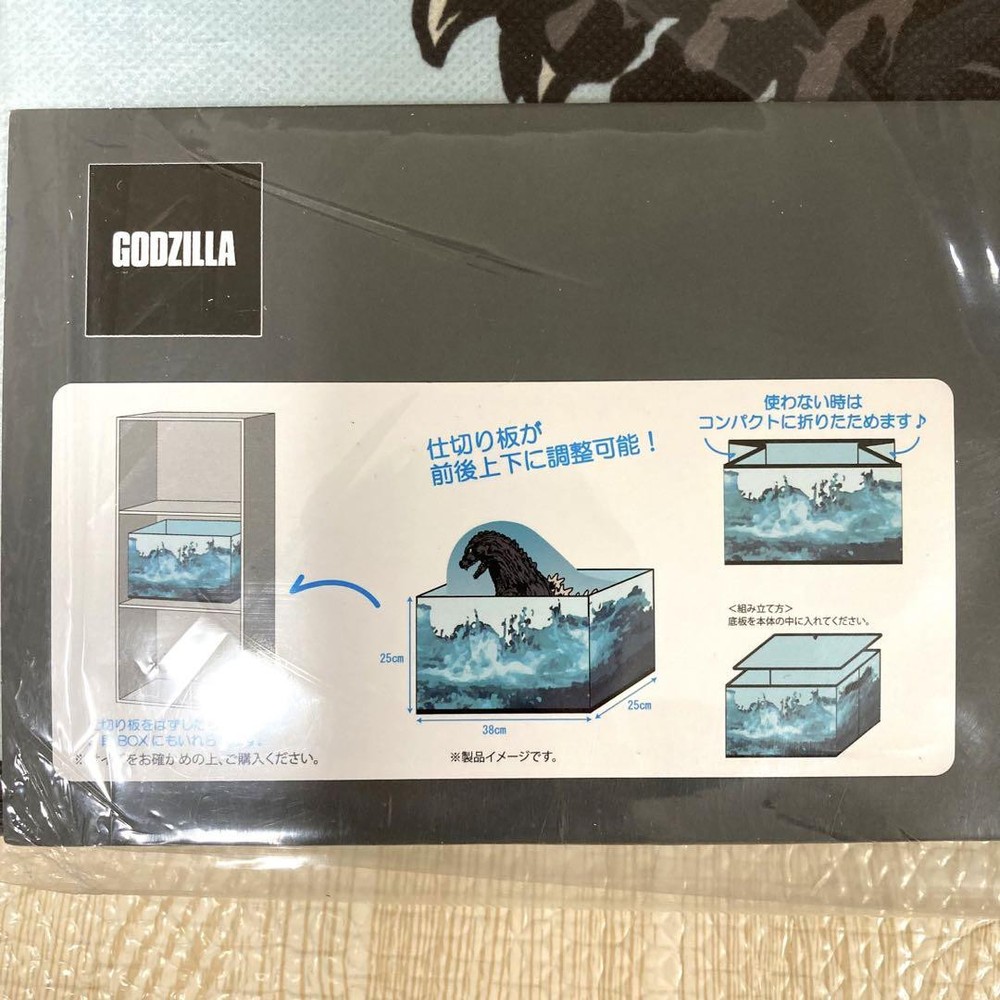 GODZILLA
仕切り板が
前後上下に調整可能！
使わない時は
コンパクトに折りたためます♪
＜組み立て方＞
底板を本体の中に入れてください。
25cm
38cm
25cm
切り板をはずした
BOXにもいれ
をお確かめの上、ご購入ください。
※製品イメージです。